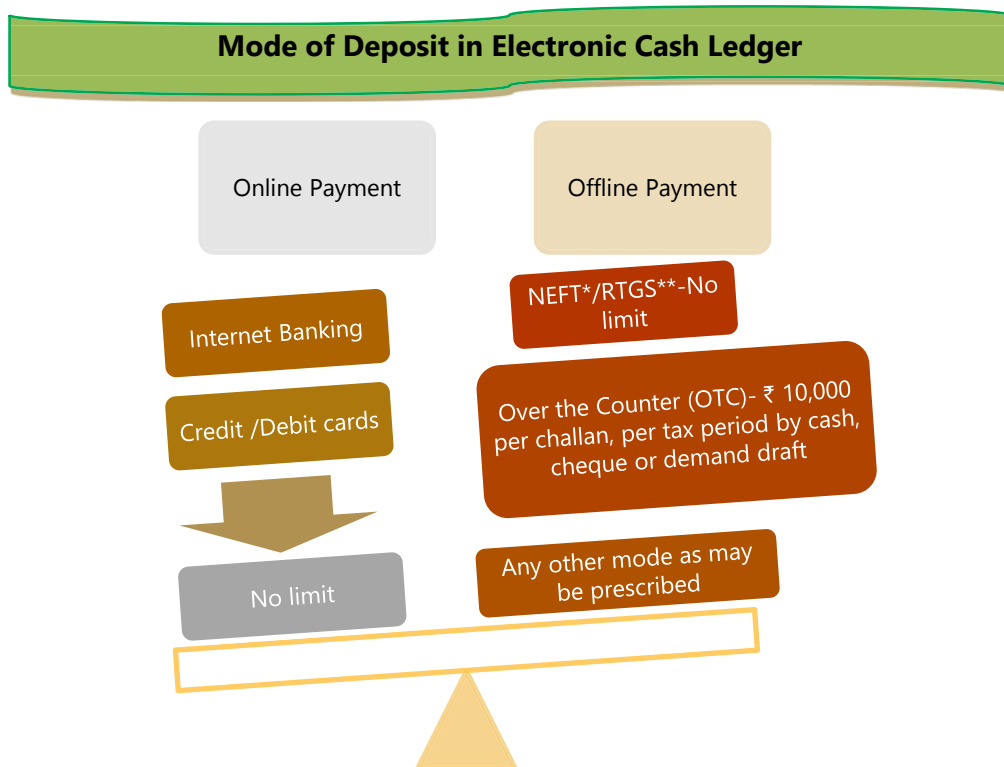 Mode of Deposit in Electronic Cash Ledger
Online Payment
Offline Payment
Internet Banking
Credit /Debit cards
No limit
NEFT*/RTGS**-No
limit
Over the Counter (OTC)- ₹ 10,000
per challan, per tax period by cash,
cheque or demand draft
Any other mode as may
be prescribed